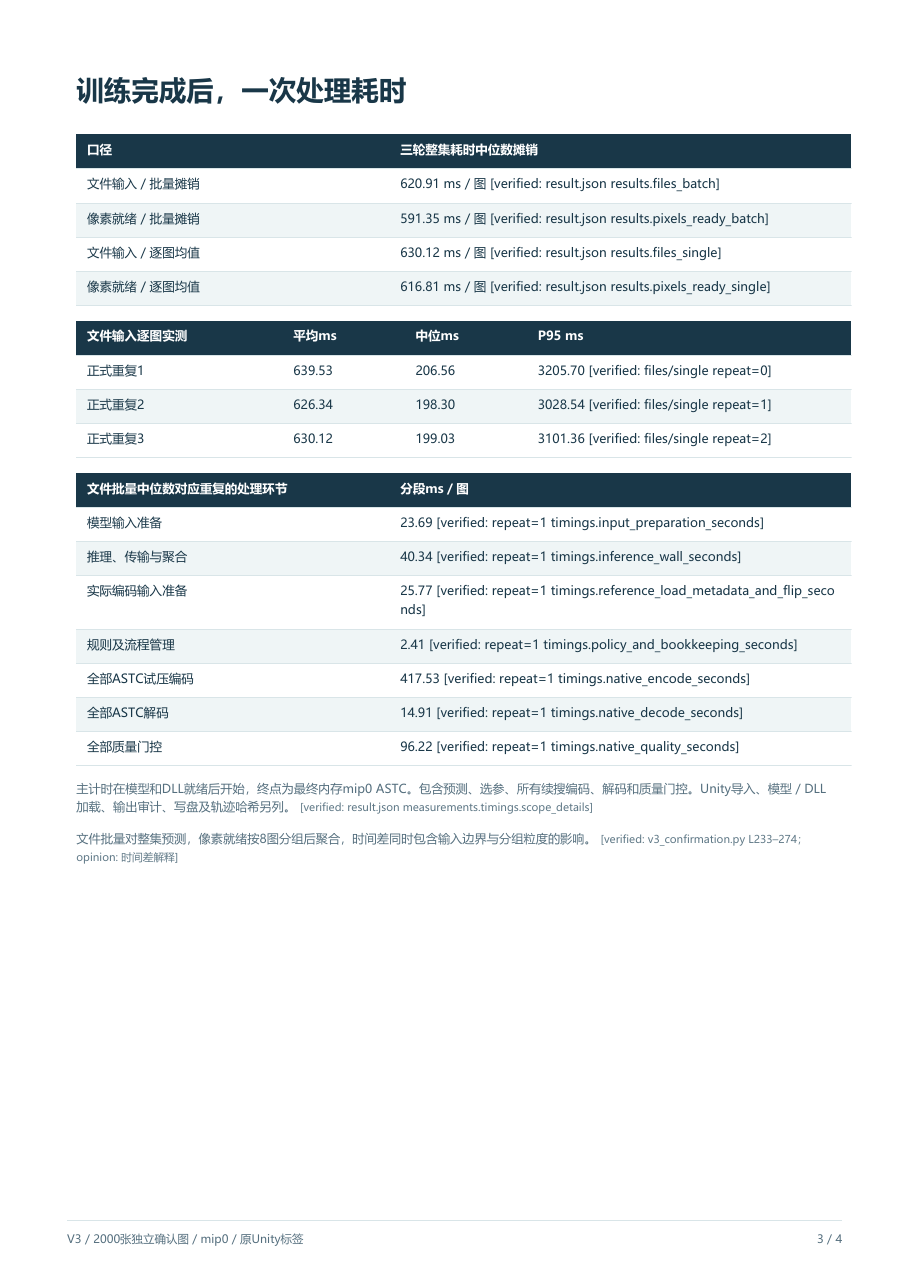 训练完成后，一次处理耗时
口径 三轮整集耗时中位数摊销
文件输入 / 批量摊销 620.91 ms / 图 [verified: result.json results.files_batch]
像素就绪 / 批量摊销 591.35 ms / 图 [verified: result.json results.pixels_ready_batch]
文件输入 / 逐图均值 630.12 ms / 图 [verified: result.json results.files_single]
像素就绪 / 逐图均值 616.81 ms / 图 [verified: result.json results.pixels_ready_single]
文件输入逐图实测 平均ms 中位ms P95 ms
正式重复1 639.53 206.56 3205.70 [verified: files/single repeat=0]
正式重复2 626.34 198.30 3028.54 [verified: files/single repeat=1]
正式重复3 630.12 199.03 3101.36 [verified: files/single repeat=2]
文件批量中位数对应重复的处理环节 分段ms / 图
模型输入准备 23.69 [verified: repeat=1 timings.input_preparation_seconds]
推理、传输与聚合 40.34 [verified: repeat=1 timings.inference_wall_seconds]
实际编码输入准备 25.77 [verified: repeat=1 timings.reference_load_metadata_and_flip_seco
nds]
规则及流程管理 2.41 [verified: repeat=1 timings.policy_and_bookkeeping_seconds]
全部ASTC试压编码 417.53 [verified: repeat=1 timings.native_encode_seconds]
全部ASTC解码 14.91 [verified: repeat=1 timings.native_decode_seconds]
全部质量门控 96.22 [verified: repeat=1 timings.native_quality_seconds]
主计时在模型和DLL就绪后开始，终点为最终内存mip0 ASTC。包含预测、选参、所有续搜编码、解码和质量门控。Unity导入、模型 / DLL
加载、输出审计、写盘及轨迹哈希另列。 [verified: result.json measurements.timings.scope_details]
文件批量对整集预测，像素就绪按8图分组后聚合，时间差同时包含输入边界与分组粒度的影响。 [verified: v3_confirmation.py L233–274;
opinion: 时间差解释]
V3 / 2000张独立确认图 / mip0 / 原Unity标签 3 / 4